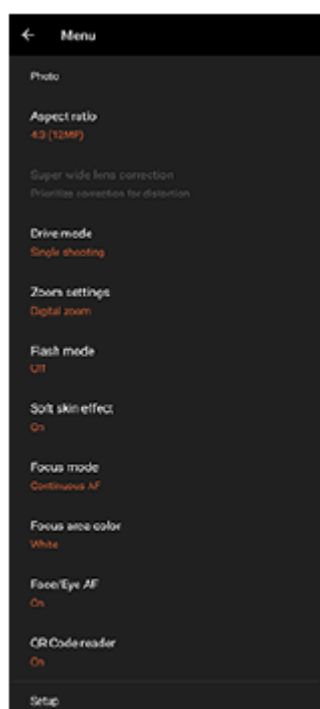 Menu
Photo
Aspect ratio
4:3 (12MP)
Super wide lens correction
Prioritize correction for distortion
Drive mode
Single shooting
Zoom settings
Digital zoom
Flash mode
Off
Soft skin effect
On
Focus mode
Continuous AF
Focus area color
White
Face/Eye AF
On
QR Code reader
On
Setup